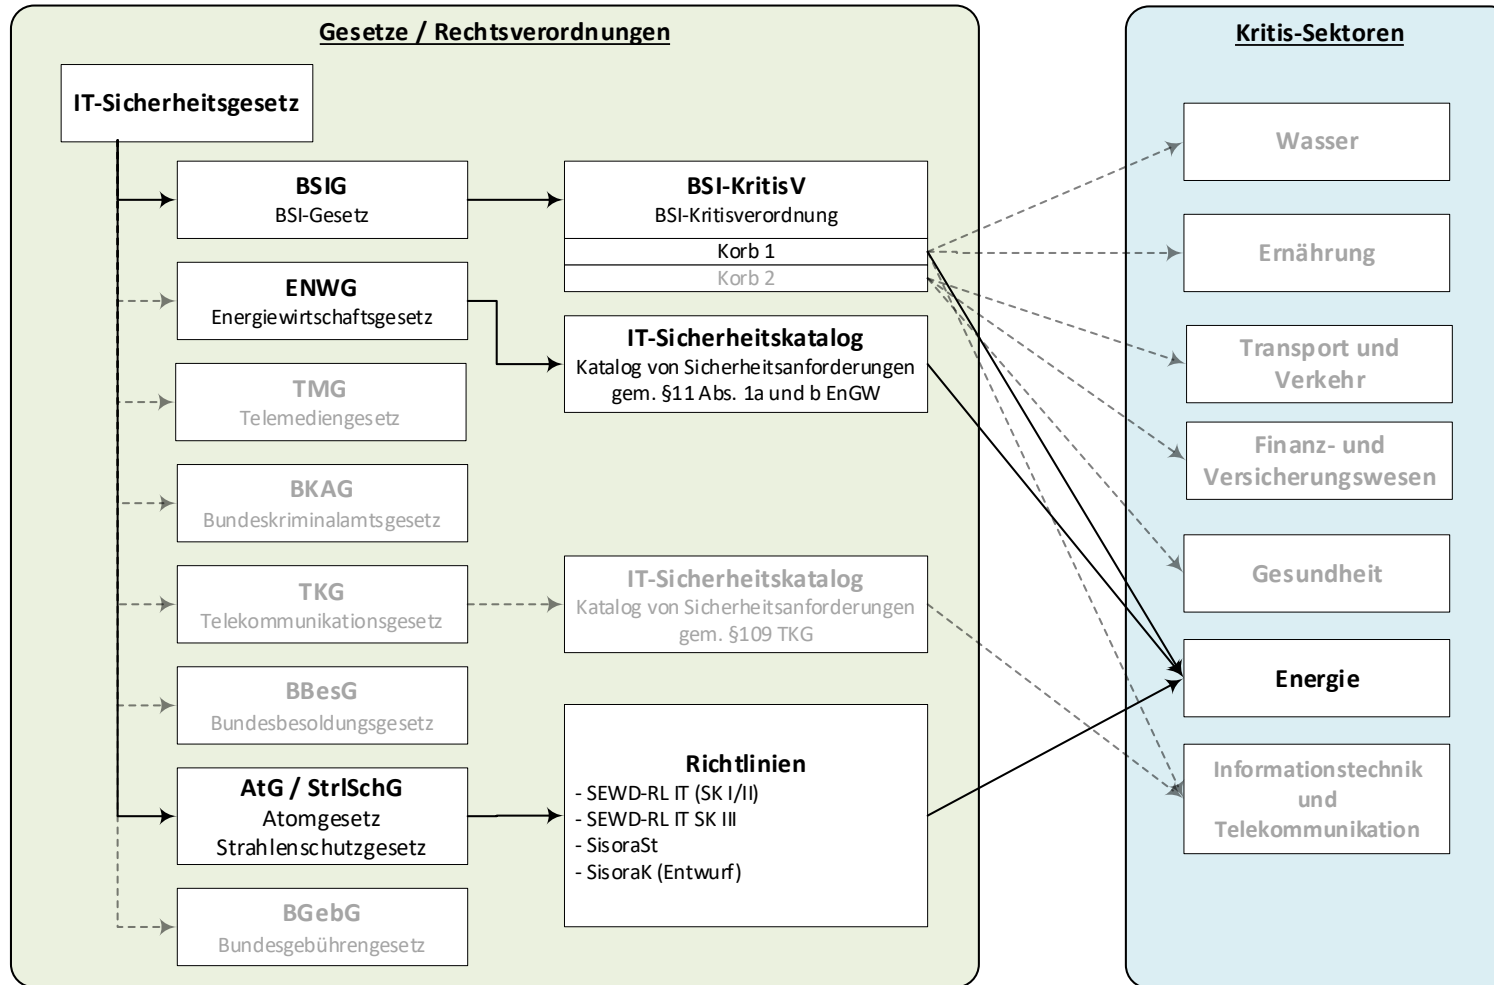 Gesetze / Rechtsverordnungen
IT-Sicherheitsgesetz
BSIG
BSI-Gesetz
ENWG
Energiewirtschaftsgesetz
TMG
Telemediengesetz
BKAG
Bundeskriminalamtsgesetz
TKG
Telekommunikationsgesetz
BBesG
Bundesbesoldungsgesetz
AtG / StrlSchG
Atomgesetz
Strahlenschutzgesetz
BGebG
Bundesgebührengesetz
BSI-KritisV
BSI-Kritisverordnung
Korb 1
Korb 2
IT-Sicherheitskatalog
Katalog von Sicherheitsanforderungen
gem. §11 Abs. 1a und b EnGW
IT-Sicherheitskatalog
Katalog von Sicherheitsanforderungen
gem. §109 TKG
Richtlinien
- SEWD-RL IT (SK I/II)
- SEWD-RL IT SK III
- SisoraSt
- SisoraK (Entwurf)
Kritis-Sektoren
Wasser
Ernährung
Transport und
Verkehr
Finanz- und
Versicherungswesen
Gesundheit
Energie
Informationstechnik
und
Telekommunikation